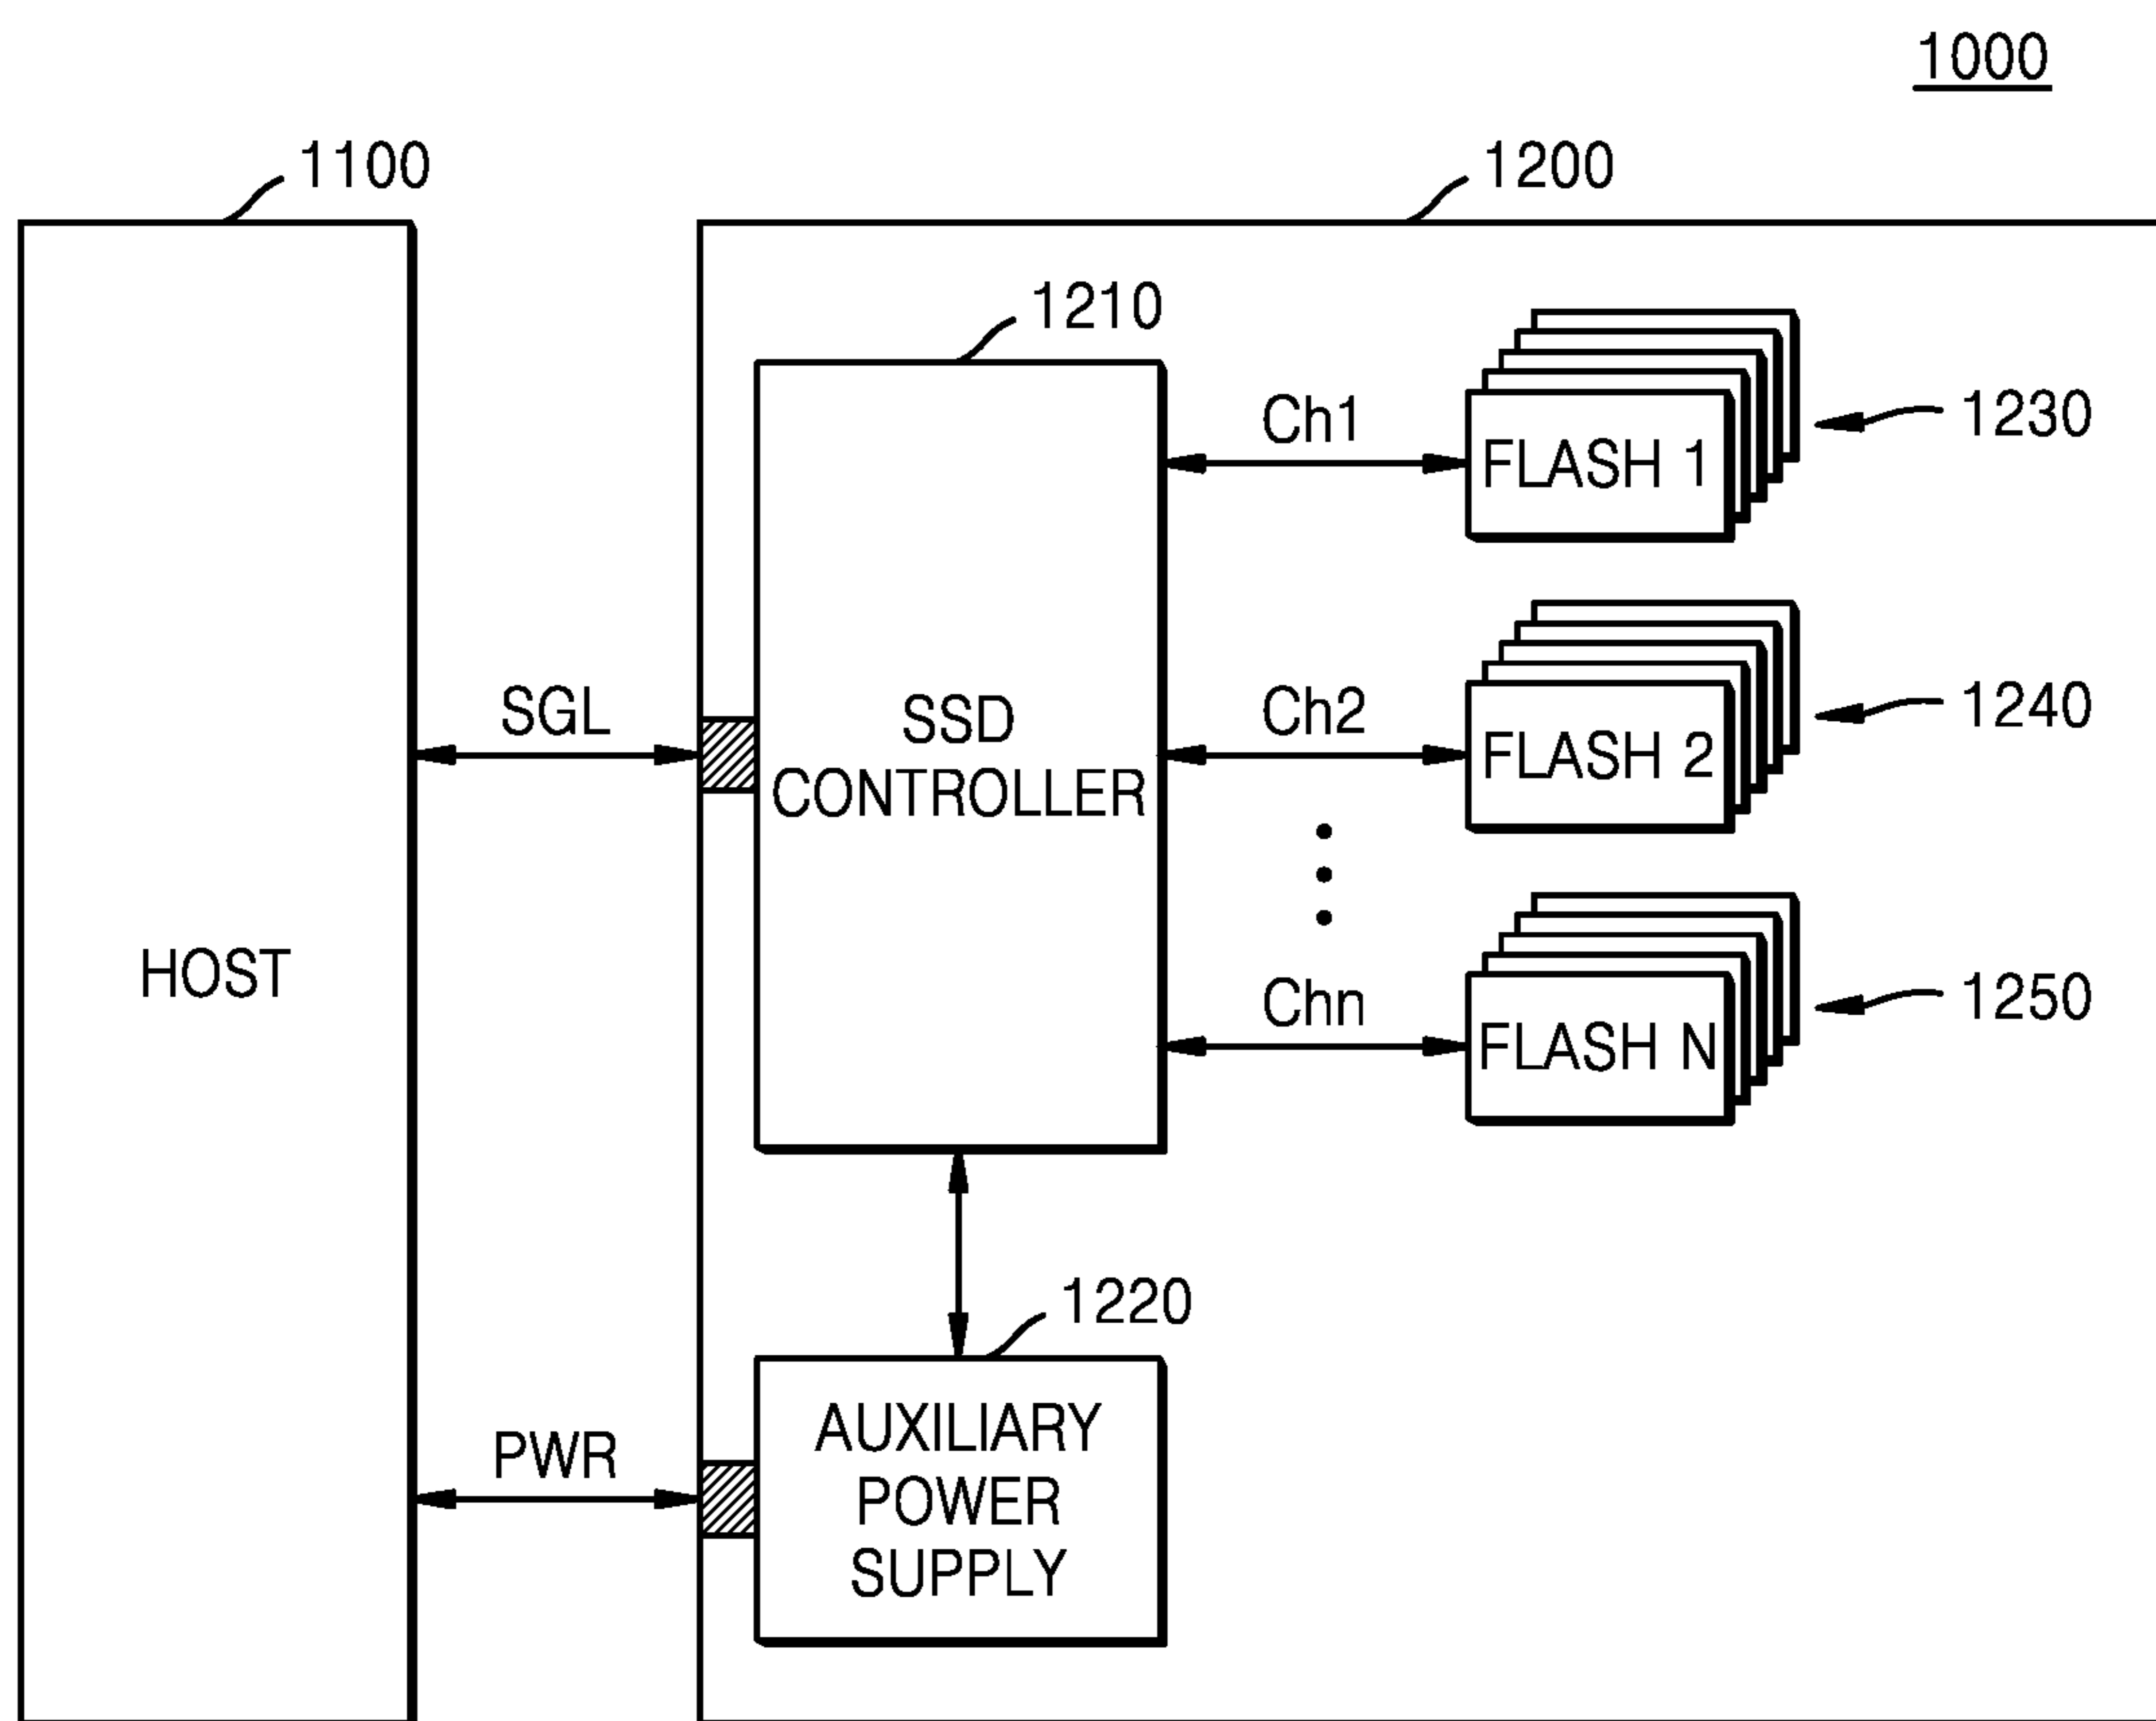 1000
1100
1200
1210
Ch1
FLASH 1
1230
SGL
SSD
CONTROLLER
Ch2
FLASH 2
1240
HOST
Chn
FLASH N
1250
1220
PWR
AUXILIARY
POWER
SUPPLY